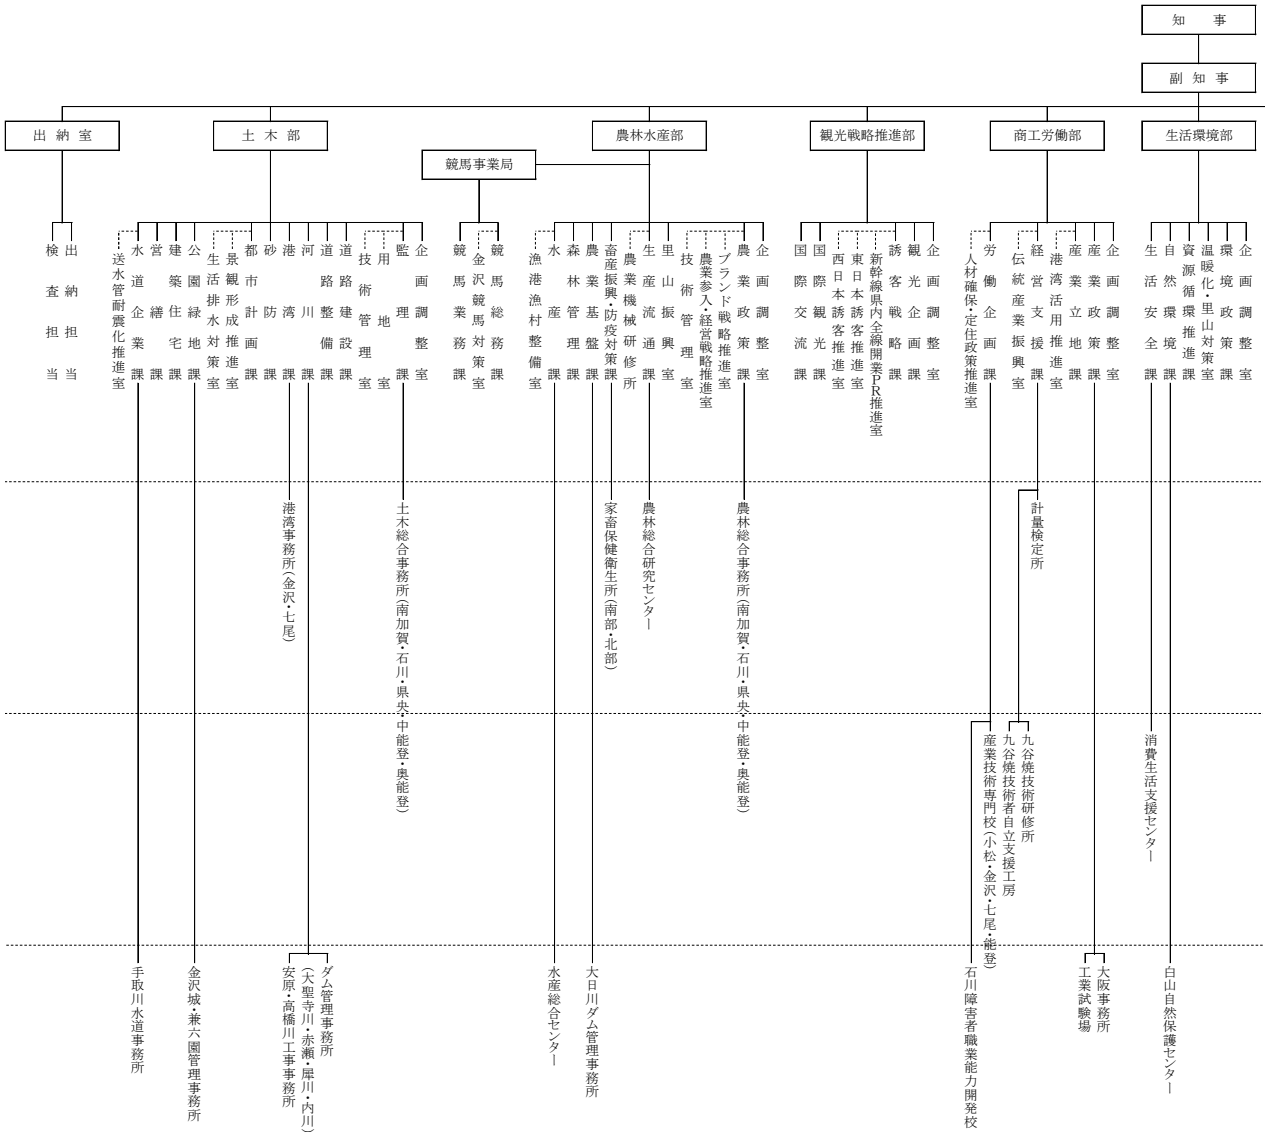 知事
副知事
生活環境部
商工労働部
観光戦略推進部
農林水産部
競馬事業局
土木部
出納室
企画調整室
環境政策課
温暖化・里山対策室
資源循環推進課
自然環境課
生活安全課
企画調整室
産業政策課
産業立地課
港湾活用推進室
経営支援課
伝統産業振興室
労働企画課
人材確保・定住政策推進室
企画調整室
観光企画課
誘客戦略課
新幹線県内全線開業PR推進室
東日本誘客推進室
西日本誘客推進室
国際観光課
国際交流課
企画調整室
農業政策課
ブランド戦略推進室
農業参入・経営戦略推進室
技術管理室
里山振興室
生産流通課
農業機械研修所
畜産振興・防疫対策課
農業基盤課
森林管理課
水産課
漁港漁村整備室
競馬総務課
金沢競馬対策室
競馬業務課
企画調整室
監理課
用地室
技術管理室
道路建設課
道路整備課
河川課
港湾課
砂防課
都市計画課
景観形成推進室
生活排水対策室
公園緑地課
建築住宅課
営繕課
水道企業課
送水管耐震化推進室
出納担当
検査担当
計量検定所
農林総合事務所(南加賀・石川・県央・中能登・奥能登)
農林総合研究センター
家畜保健衛生所(南部・北部)
土木総合事務所(南加賀・石川・県央・中能登・奥能登)
港湾事務所(金沢・七尾)
消費生活支援センター
九谷焼技術研修所
九谷焼技術者自立支援工房
産業技術専門校(小松・金沢・七尾・能登)
白山自然保護センター
大阪事務所
工業試験場
石川障害者職業能力開発校
大日川ダム管理事務所
水産総合センター
ダム管理事務所
(大聖寺川・赤瀬・犀川・内川)
安原・高橋川工事事務所
金沢城・兼六園管理事務所
手取川水道事務所